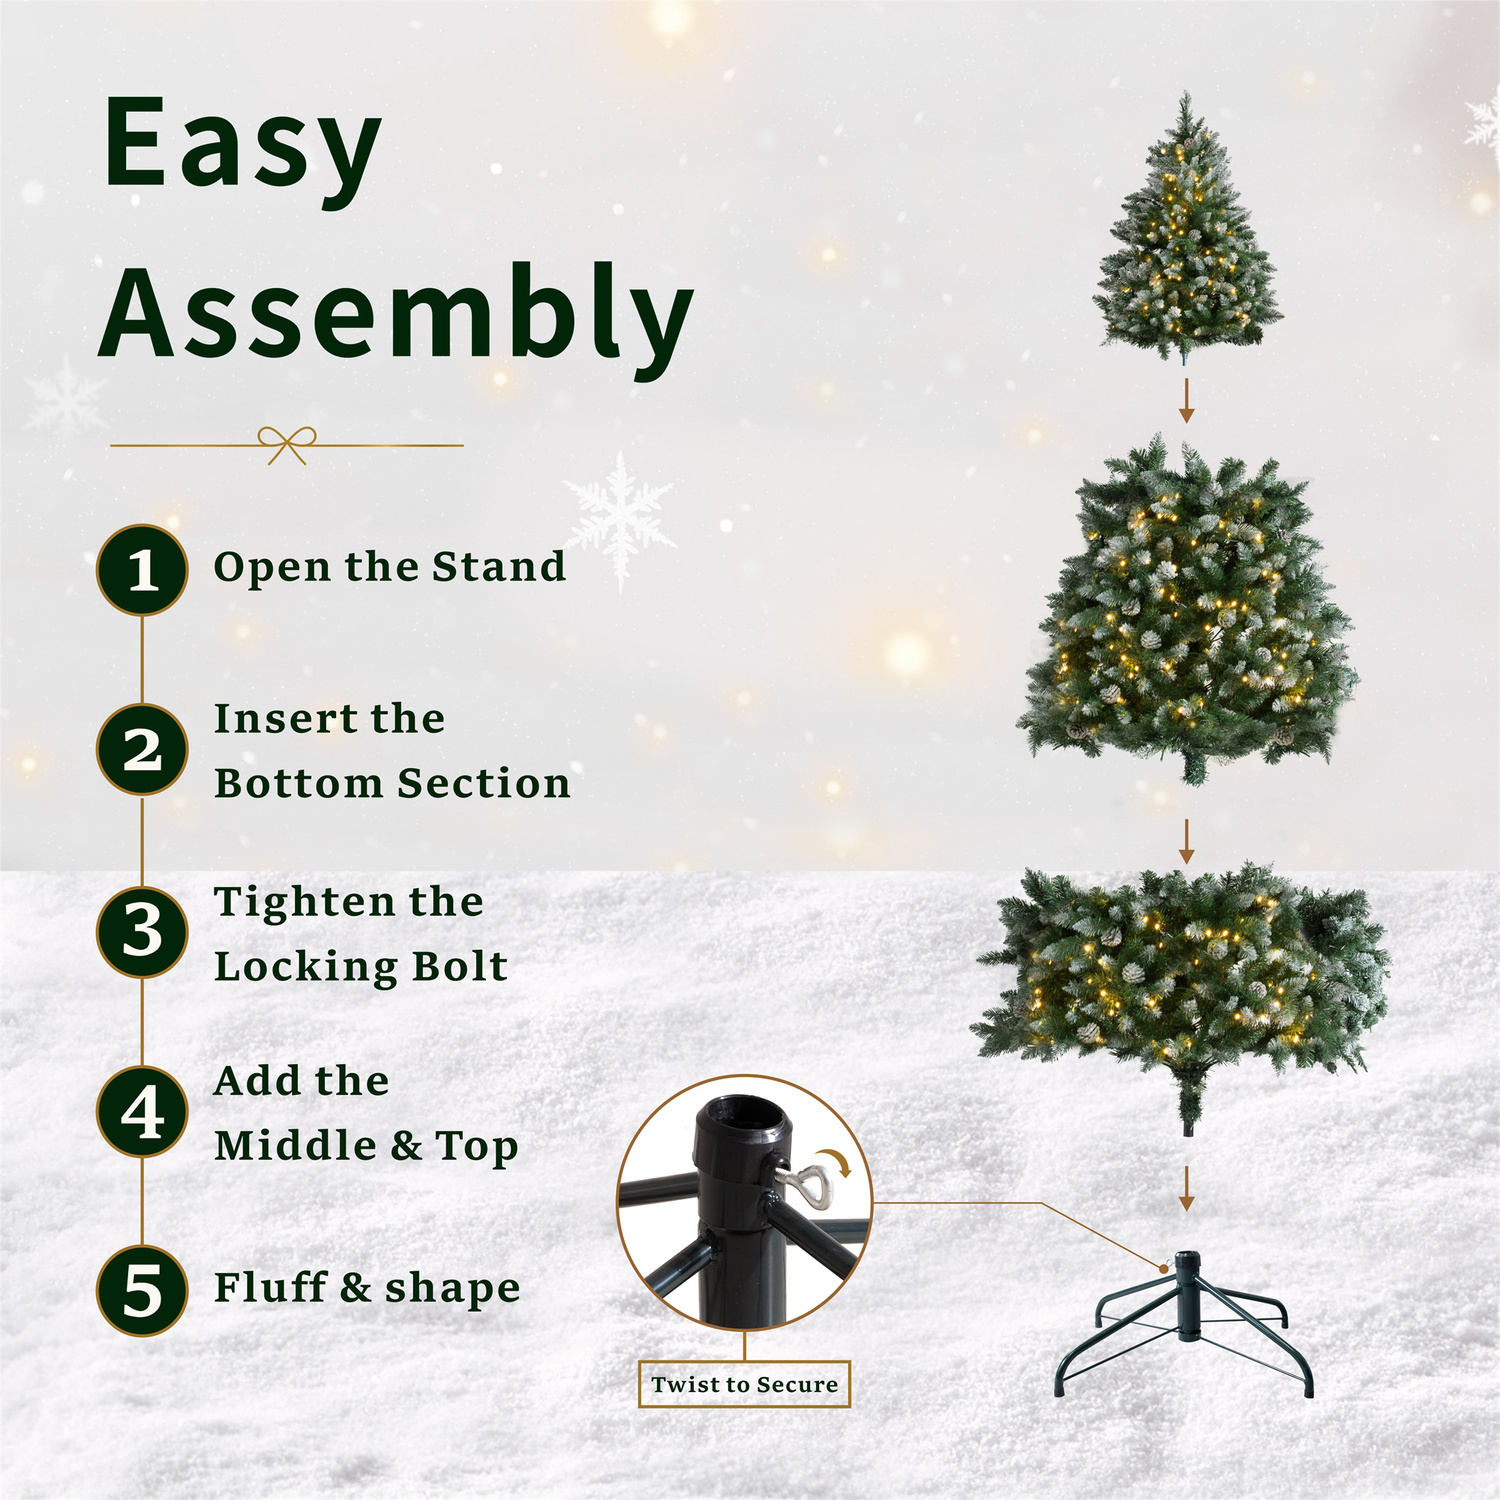 Easy
Assembly
1 Open the Stand
2 Insert the
Bottom Section
3 Tighten the
Locking Bolt
4 Add the
Middle & Top
5 Fluff & shape
Twist to Secure